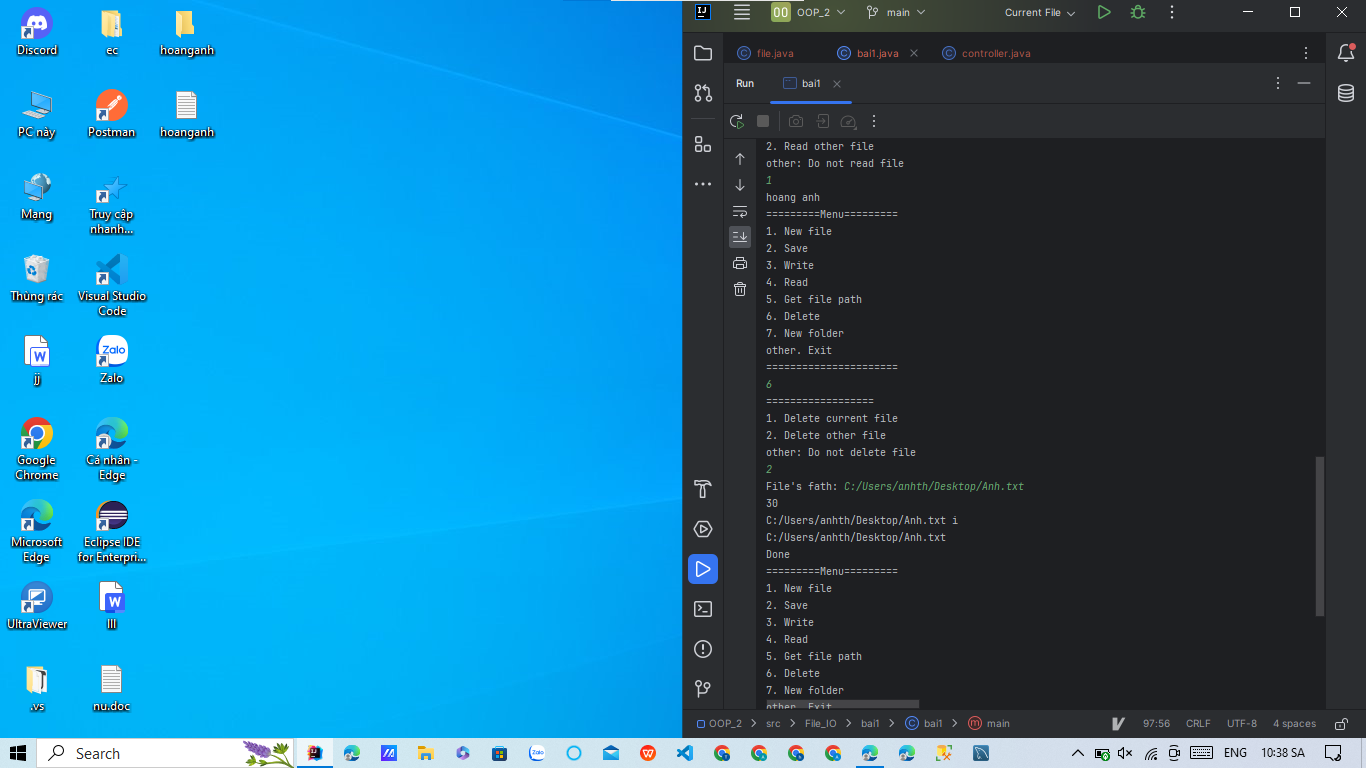 Discord
ec
hoanganh
PC này
Postman
hoanganh
Mạng
Truy cập
nhanh...
Thùng rác
Visual Studio
Code
jj
Zalo
Zalo
Google
Chrome
Cá nhân -
Edge
Microsoft
Edge
Eclipse IDE
for Enterpri...
UltraViewer
lll
.vs
nu.doc
OOP_2
main
Current File
file.java
bai1.java
controller.java
Run
bai1
2. Read other file
other: Do not read file
1
hoang anh
=========Menu=========
1. New file
2. Save
3. Write
4. Read
5. Get file path
6. Delete
7. New folder
other. Exit
======================
6
==================
1. Delete current file
2. Delete other file
other: Do not delete file
2
File's fath: C:/Users/anhth/Desktop/Anh.txt
30
C:/Users/anhth/Desktop/Anh.txt i
C:/Users/anhth/Desktop/Anh.txt
Done
=========Menu=========
1. New file
2. Save
3. Write
4. Read
5. Get file path
6. Delete
7. New folder
other. Exit
OOP_2 > src > File_IO > bai1 > bai1 > main
97:56 CRLF UTF-8 4 spaces
Search
ENG
10:38 SA